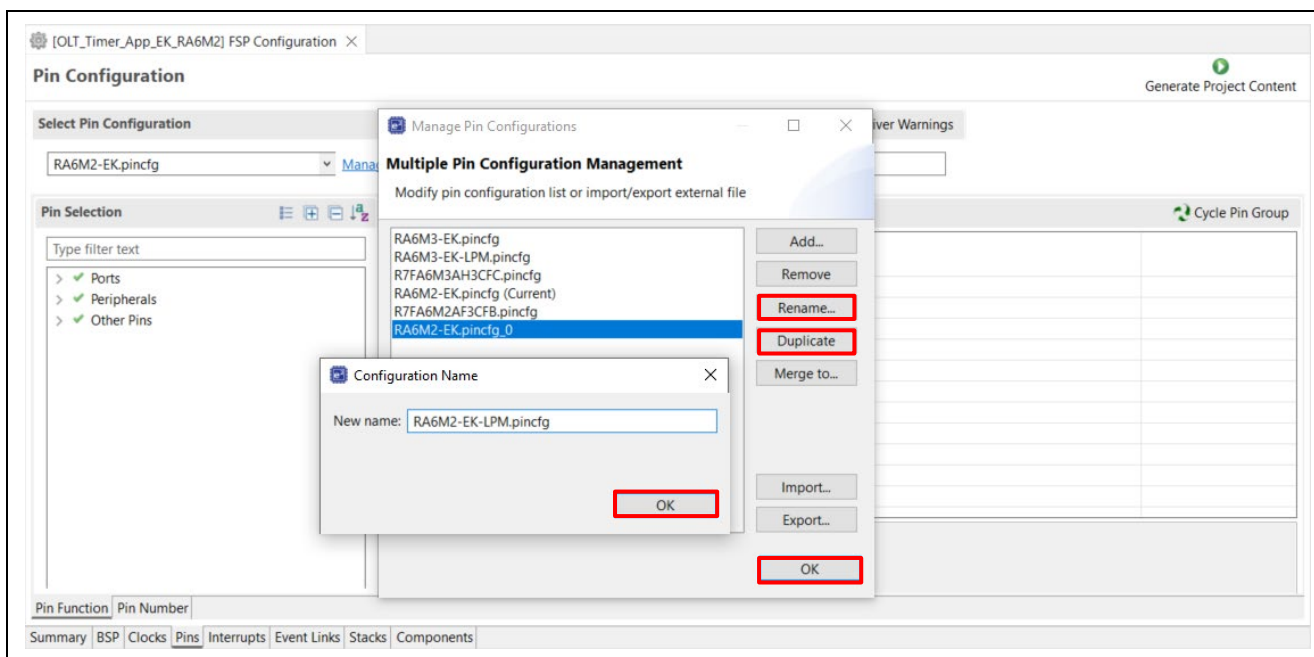 [OLT_Timer_App_EK_RA6M2] FSP Configuration
Pin Configuration
Generate Project Content
Select Pin Configuration
RA6M2-EK.pincfg
Pin Selection
Type filter text
Ports
Peripherals
Other Pins
Manage Pin Configurations
Multiple Pin Configuration Management
Modify pin configuration list or import/export external file
RA6M3-EK.pincfg
RA6M3-EK-LPM.pincfg
R7FA6M3AH3CFC.pincfg
RA6M2-EK.pincfg (Current)
R7FA6M2AF3CFB.pincfg
RA6M2-EK.pincfg_0
Add...
Remove
Rename...
Duplicate
Merge to...
Import...
Export...
OK
Configuration Name
New name: RA6M2-EK-LPM.pincfg
OK
Warnings
Cycle Pin Group
Pin Function Pin Number
Summary BSP Clocks Pins Interrupts Event Links Stacks Components